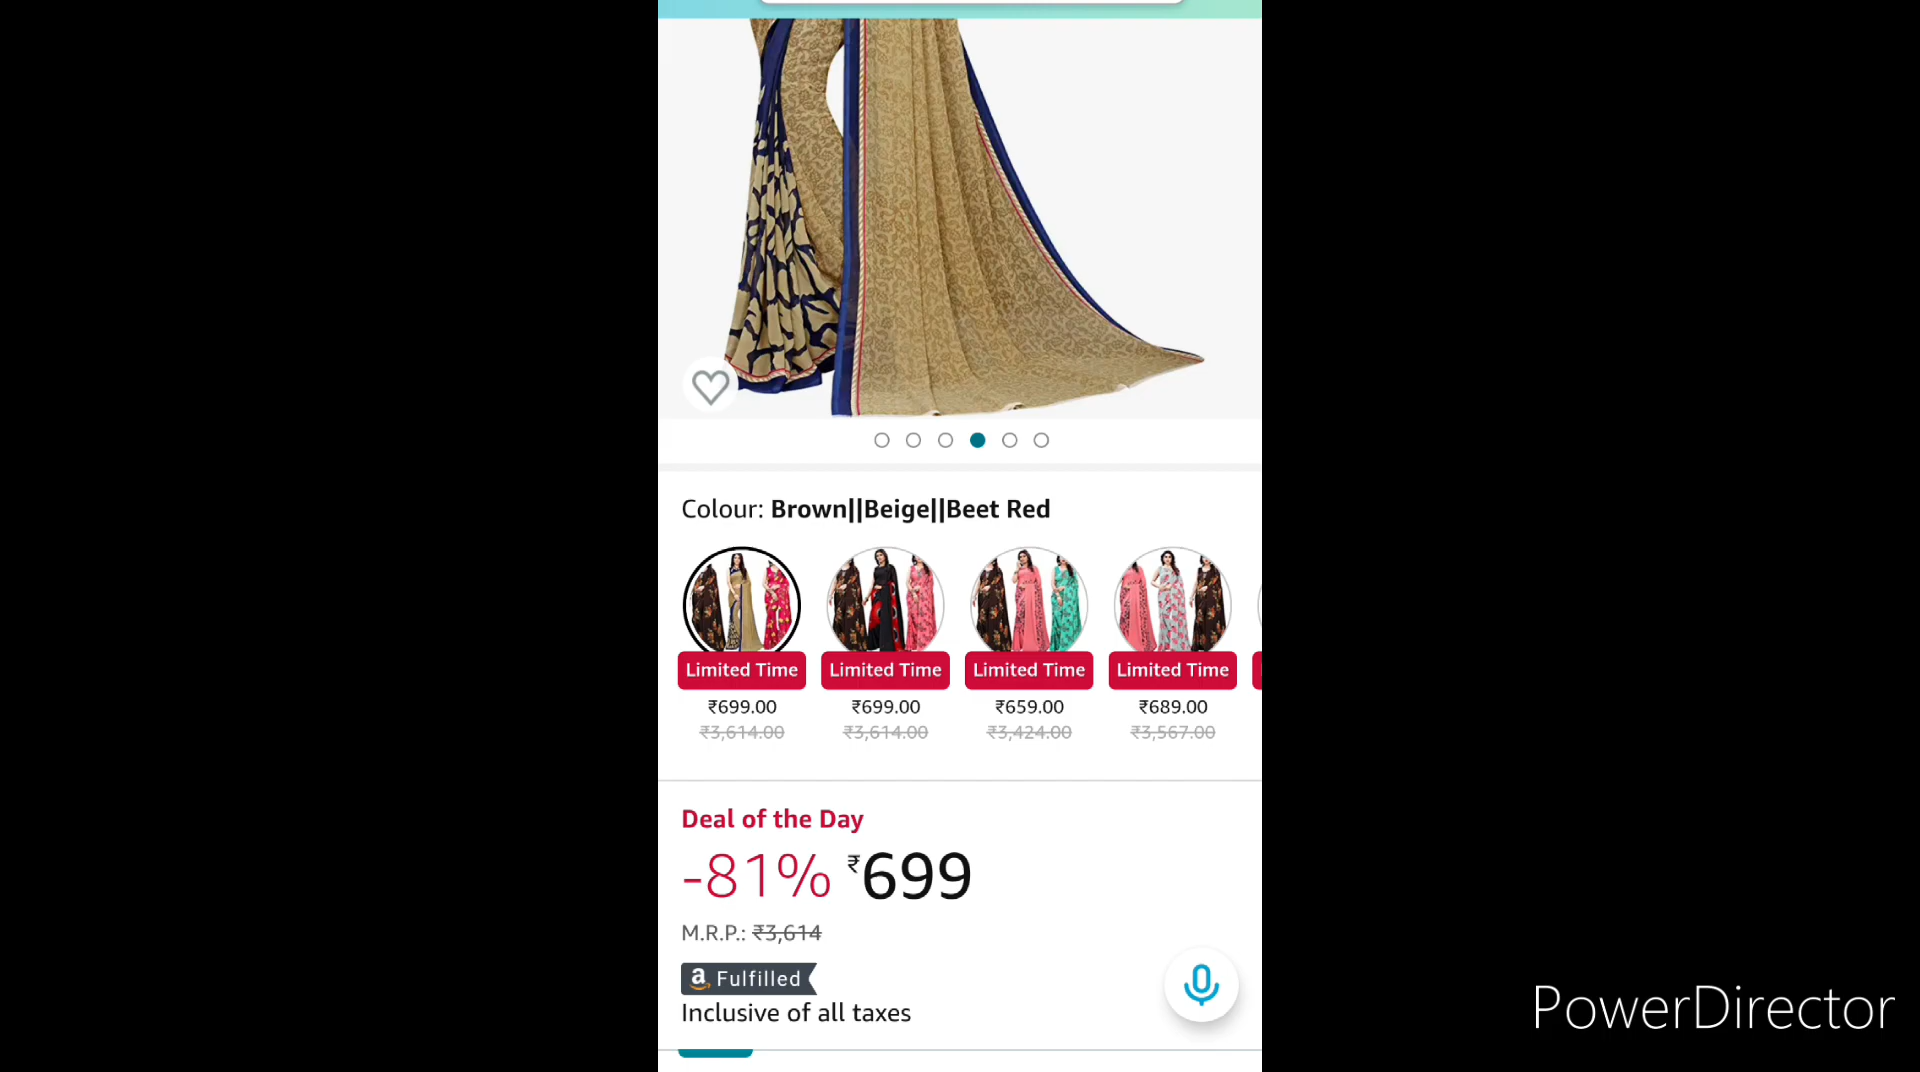 Colour: Brown||Beige||Beet Red
Limited Time
Limited Time
Limited Time
Limited Time
₹699.00
₹699.00
₹659.00
₹689.00
₹3,614.00
₹3,614.00
₹3,424.00
₹3,567.00
Deal of the Day
-81% ₹699
M.R.P.: ₹3,614
a Fulfilled
Inclusive of all taxes
PowerDirector